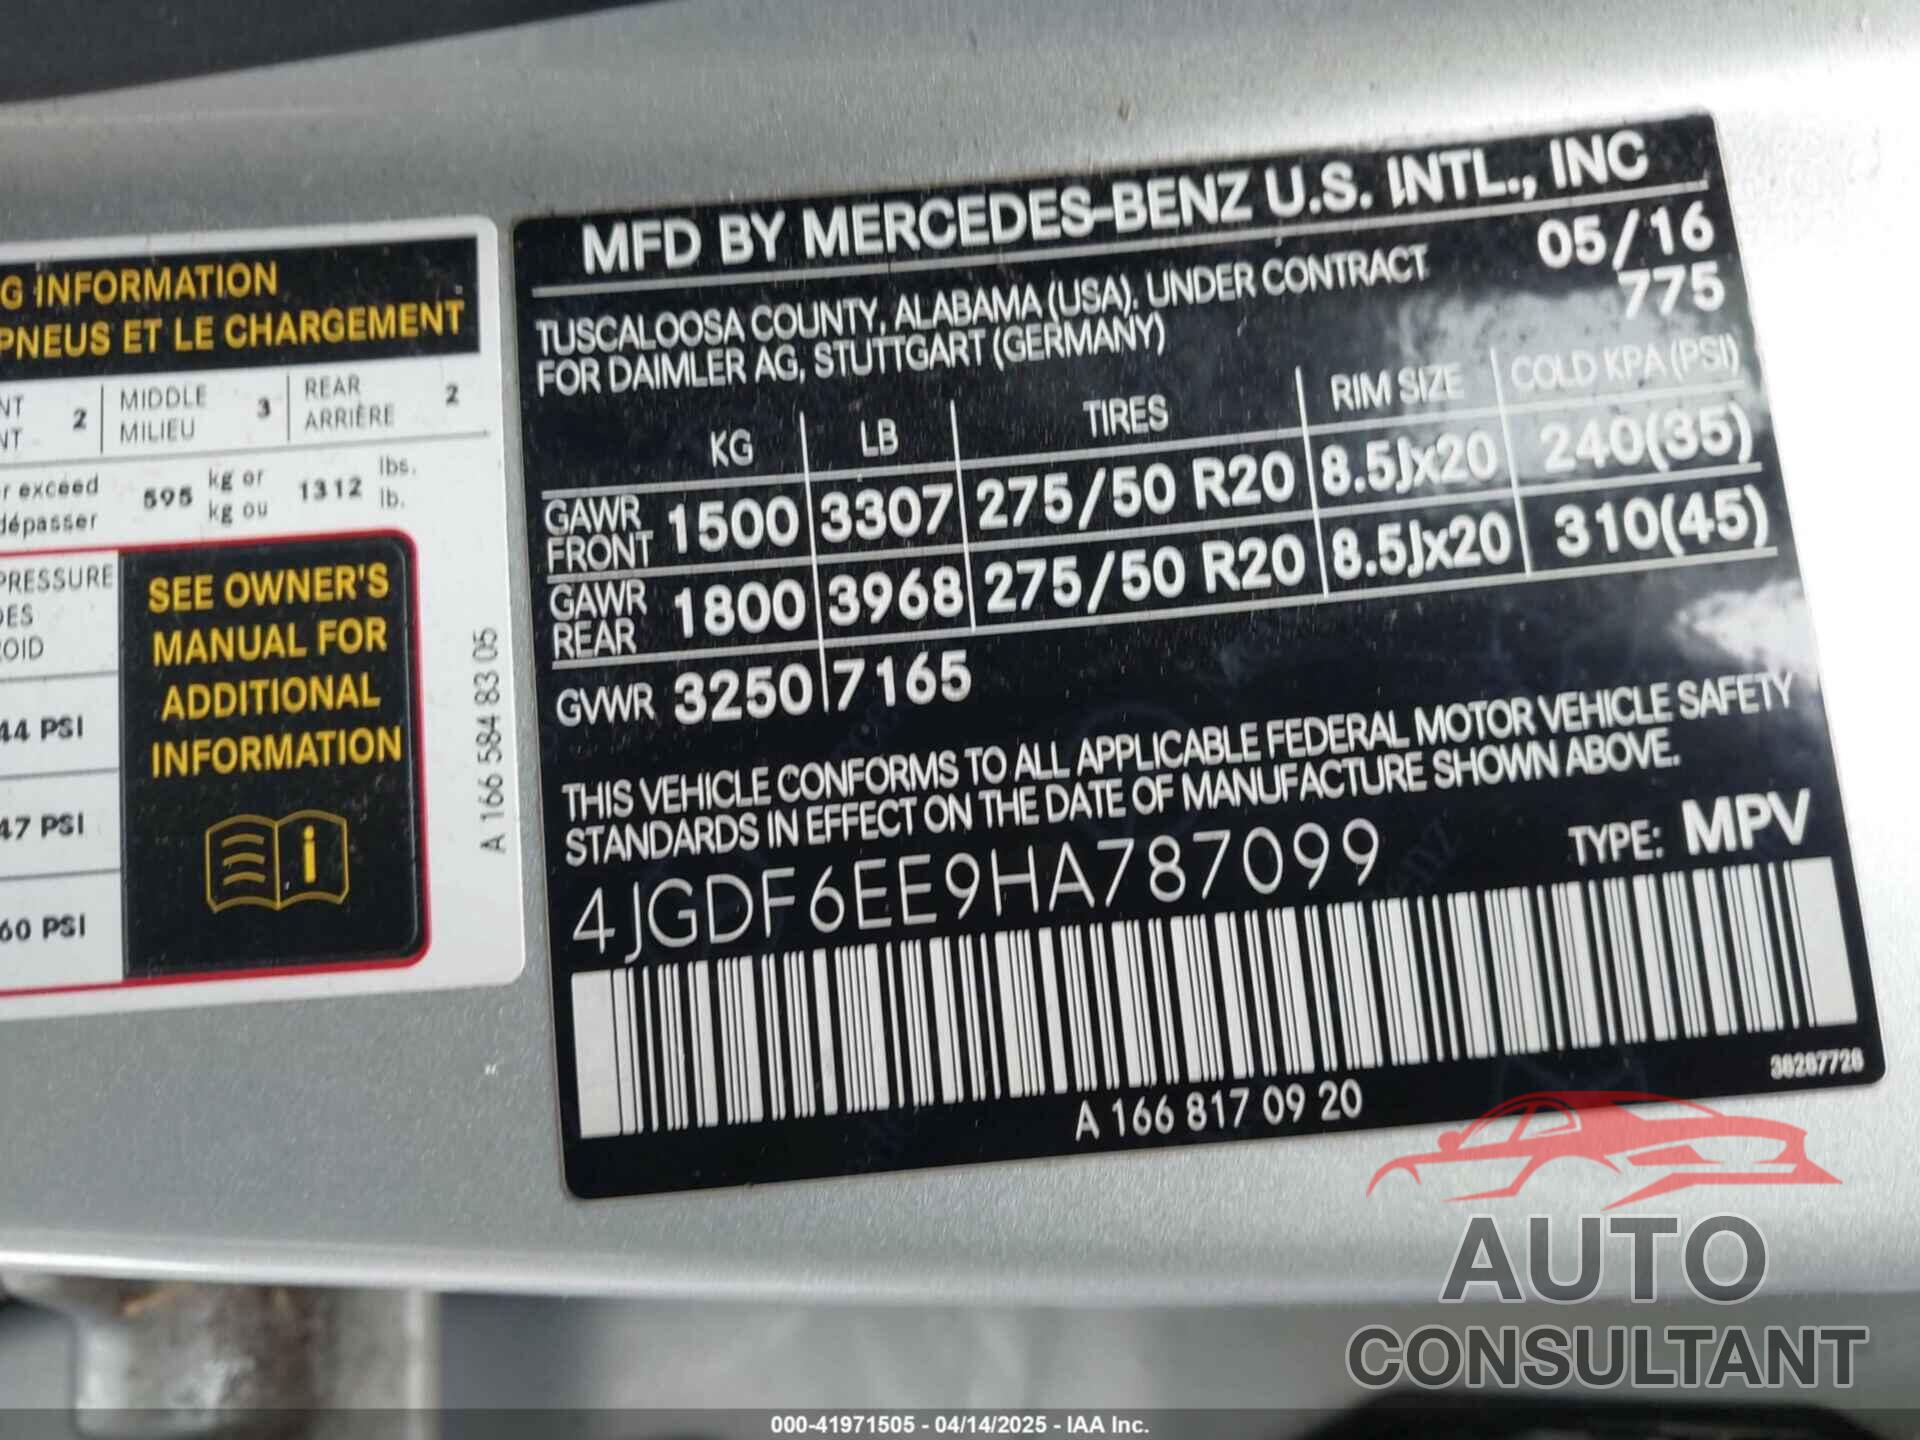 G INFORMATION
PNEUS ET LE CHARGEMENT
NT 2 MIDDLE 3 REAR 2
NT MILIEU ARRIÈRE
r exceed 595 kg or 1312 lbs.
dépasser kg ou lb.
PRESSURE
DES
OID
44 PSI
47 PSI
60 PSI
SEE OWNER'S
MANUAL FOR
ADDITIONAL
INFORMATION
A 166 584 83 05
MFD BY MERCEDES-BENZ U.S. INTL., INC
TUSCALOOSA COUNTY, ALABAMA (USA). UNDER CONTRACT 05/16
FOR DAIMLER AG, STUTTGART (GERMANY) 775
KG LB TIRES RIM SIZE COLD KPA (PSI)
GAWR FRONT 1500 3307 275/50 R20 8.5Jx20 240(35)
GAWR REAR 1800 3968 275/50 R20 8.5Jx20 310(45)
GVWR 3250 7165
THIS VEHICLE CONFORMS TO ALL APPLICABLE FEDERAL MOTOR VEHICLE SAFETY
STANDARDS IN EFFECT ON THE DATE OF MANUFACTURE SHOWN ABOVE.
4JGDF6EE9HA787099 TYPE: MPV
A 166 817 09 20
38287728
AUTO
CONSULTANT
000-41971505 - 04/14/2025 - IAA Inc.